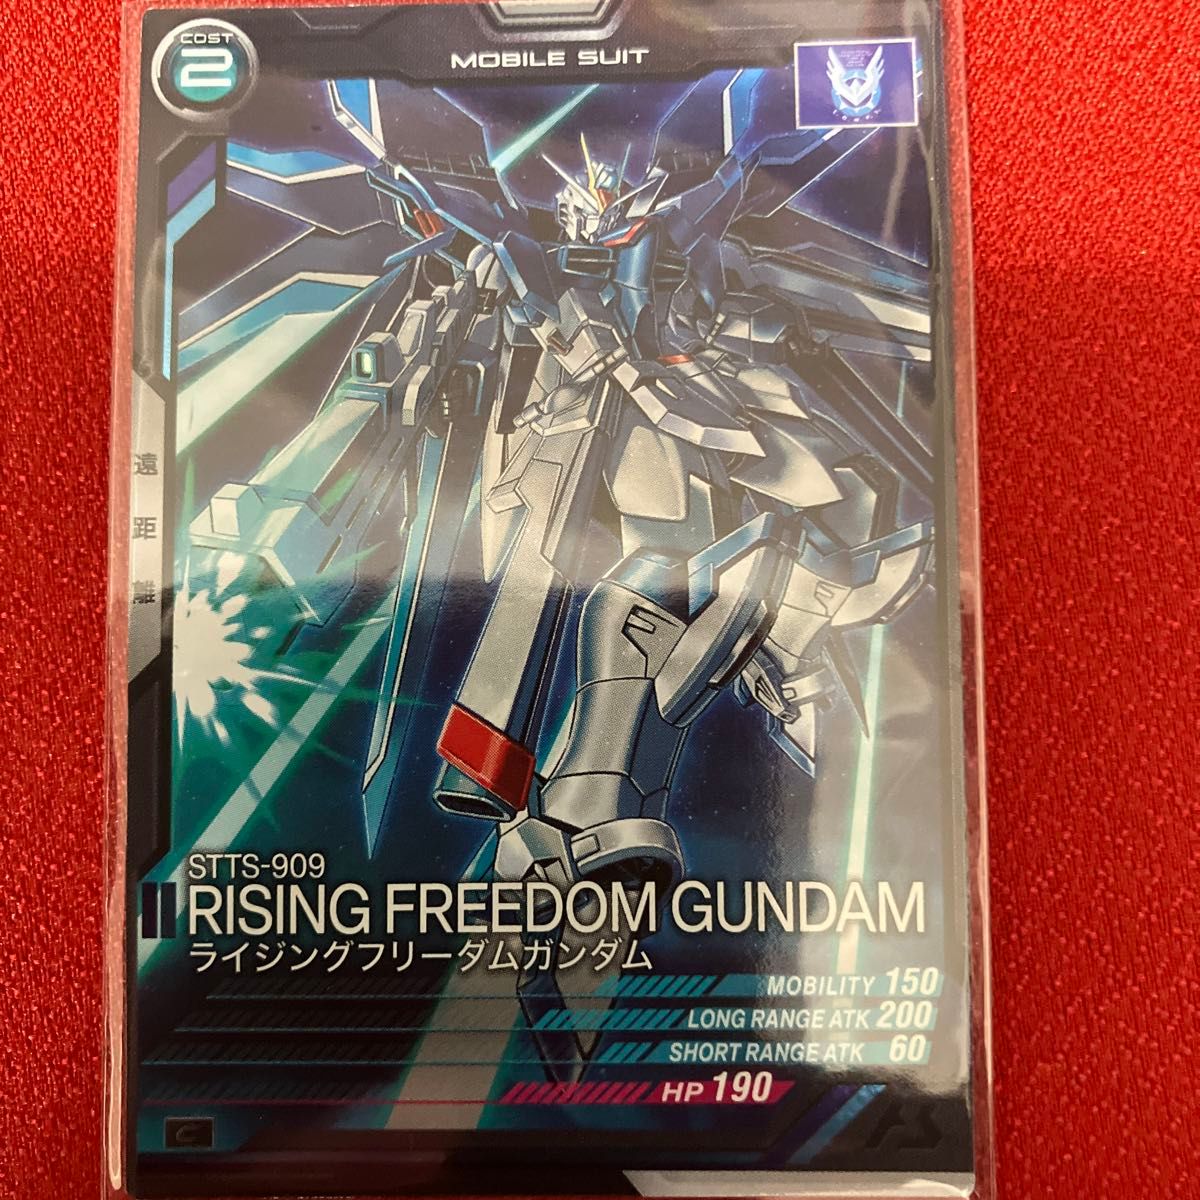 COST
2
MOBILE SUIT
遠距離
STTS-909
RISING FREEDOM GUNDAM
ライジングフリーダムガンダム
MOBILITY 150
LONG RANGE ATK 200
SHORT RANGE ATK 60
HP 190
C
FS